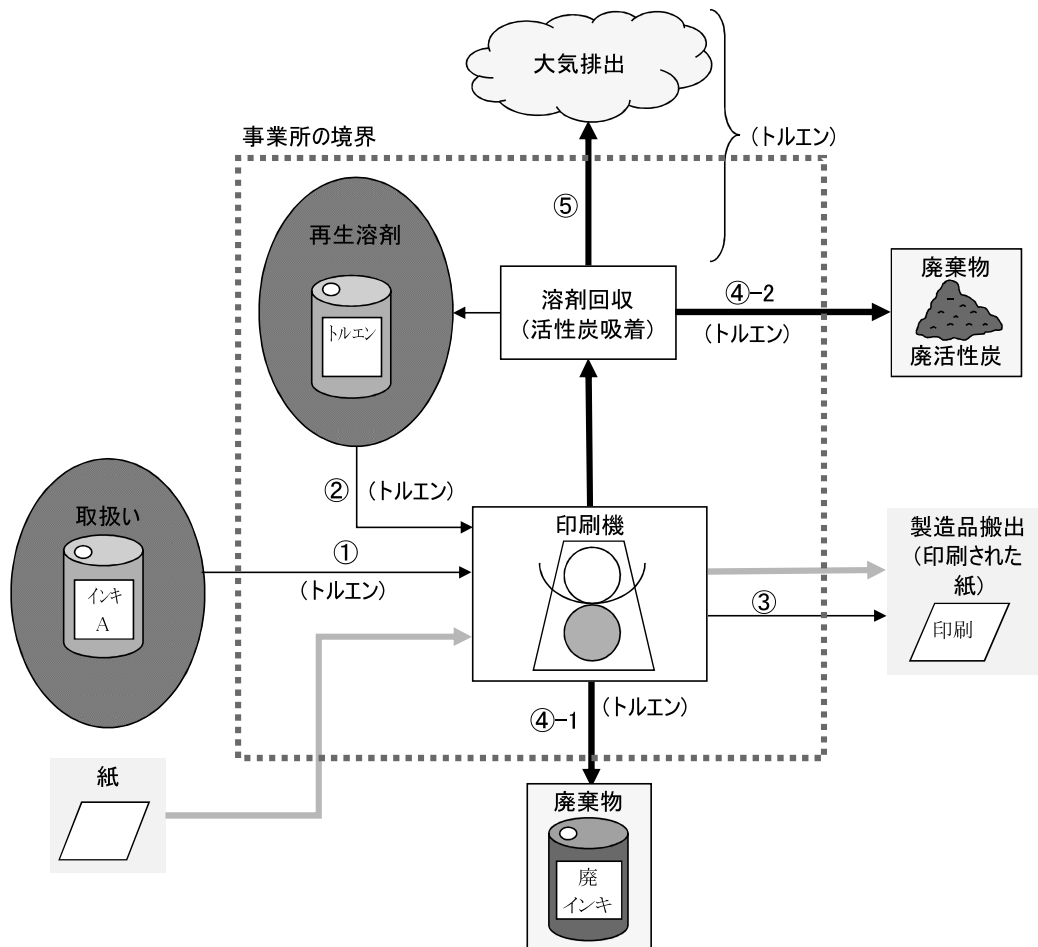 大気排出
(トルエン)
事業所の境界
⑤
再生溶剤
トルエン
溶剤回収
(活性炭吸着)
④-2
(トルエン)
廃棄物
廃活性炭
②
(トルエン)
取扱い
インキ
A
①
(トルエン)
印刷機
製造品搬出
(印刷された
紙)
③
印刷
④-1
(トルエン)
紙
廃棄物
廃
インキ